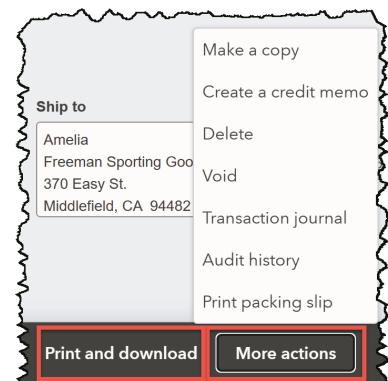 Make a copy
Create a credit memo
Ship to
Amelia
Delete
Freeman Sporting Goo
Void
370 Easy St.
Middlefield, CA 94482
Transaction journal
Audit history
Print packing slip
Print and download
More actions